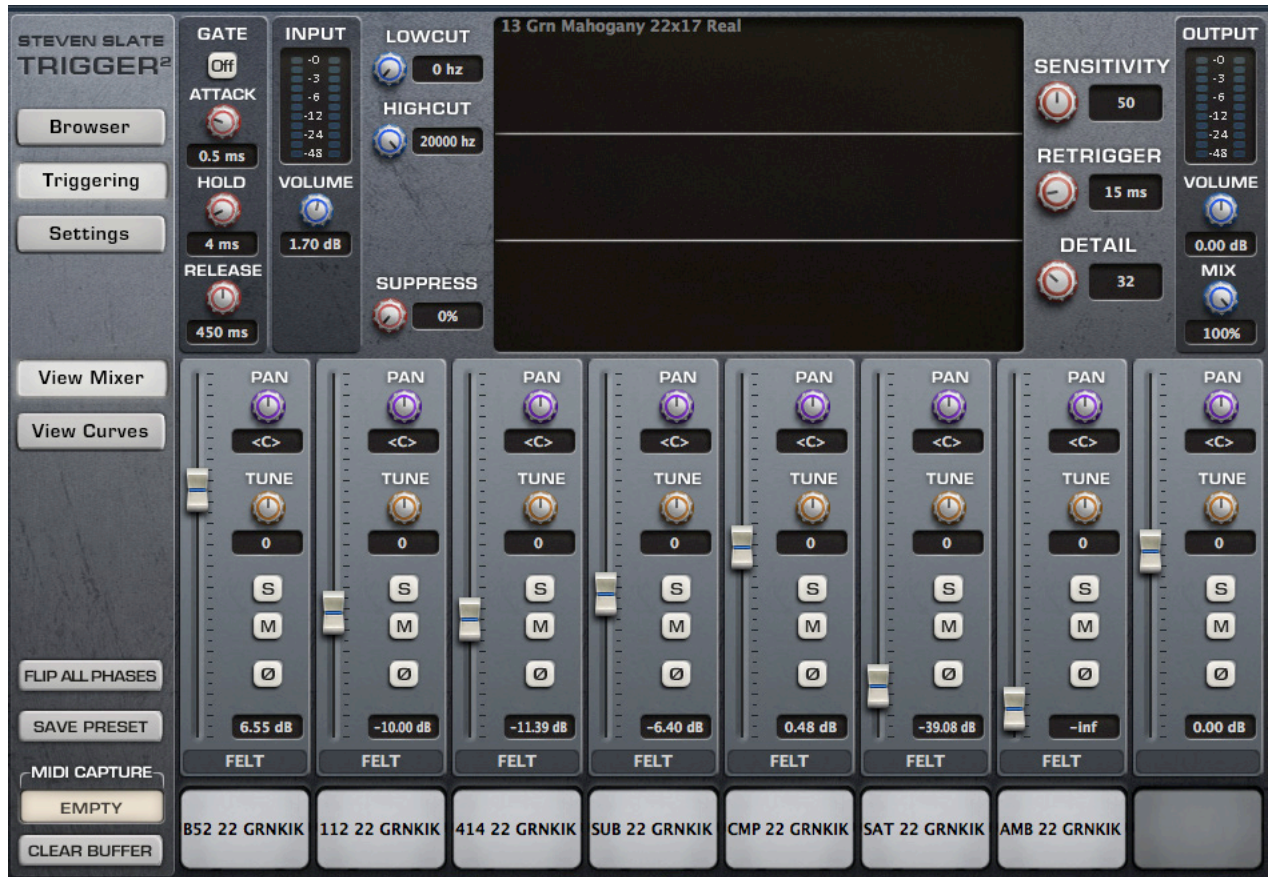 STEVEN SLATE
TRIGGER²
Browser
Triggering
Settings
View Mixer
View Curves
FLIP ALL PHASES
SAVE PRESET
MIDI CAPTURE
EMPTY
CLEAR BUFFER
GATE
Off
ATTACK
0.5 ms
HOLD
4 ms
RELEASE
450 ms
INPUT
-0
-3
-6
-12
-24
-48
VOLUME
1.70 dB
LOWCUT
0 hz
HIGHCUT
20000 hz
SUPPRESS
0%
13 Grn Mahogany 22x17 Real
SENSITIVITY
50
RETRIGGER
15 ms
DETAIL
32
OUTPUT
-0
-3
-6
-12
-24
-48
VOLUME
0.00 dB
MIX
100%
PAN
<C>
TUNE
0
S
M
Ø
6.55 dB
FELT
B52 22 GRNKIK
PAN
<C>
TUNE
0
S
M
Ø
-10.00 dB
FELT
112 22 GRNKIK
PAN
<C>
TUNE
0
S
M
Ø
-11.39 dB
FELT
414 22 GRNKIK
PAN
<C>
TUNE
0
S
M
Ø
-6.40 dB
FELT
SUB 22 GRNKIK
PAN
<C>
TUNE
0
S
M
Ø
0.48 dB
FELT
CMP 22 GRNKIK
PAN
<C>
TUNE
0
S
M
Ø
-39.08 dB
FELT
SAT 22 GRNKIK
PAN
<C>
TUNE
0
S
M
Ø
-inf
FELT
AMB 22 GRNKIK
PAN
<C>
TUNE
0
S
M
Ø
0.00 dB